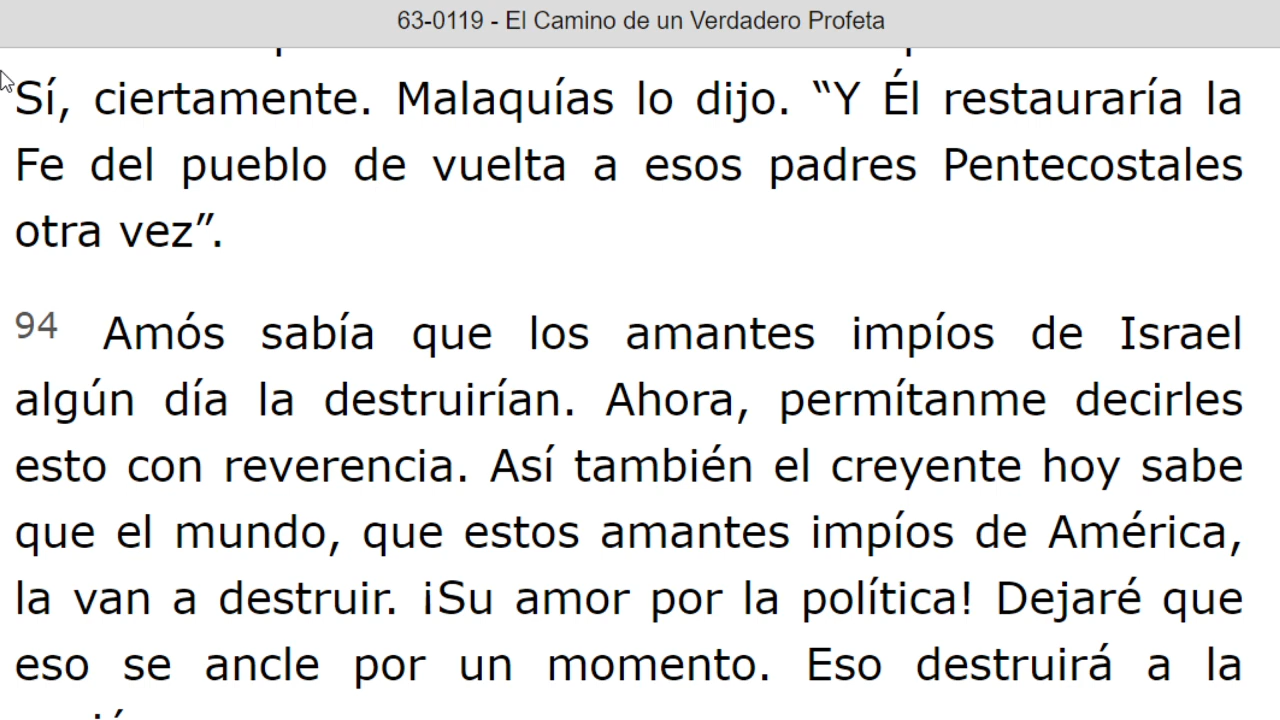 63-0119 - El Camino de un Verdadero Profeta
Sí, ciertamente. Malaquías lo dijo. “Y Él restauraría la
Fe del pueblo de vuelta a esos padres Pentecostales
otra vez”.
94 Amós sabía que los amantes impíos de Israel
algún día la destruirían. Ahora, permítanme decirles
esto con reverencia. Así también el creyente hoy sabe
que el mundo, que estos amantes impíos de América,
la van a destruir. ¡Su amor por la política! Dejaré que
eso se ancle por un momento. Eso destruirá a la